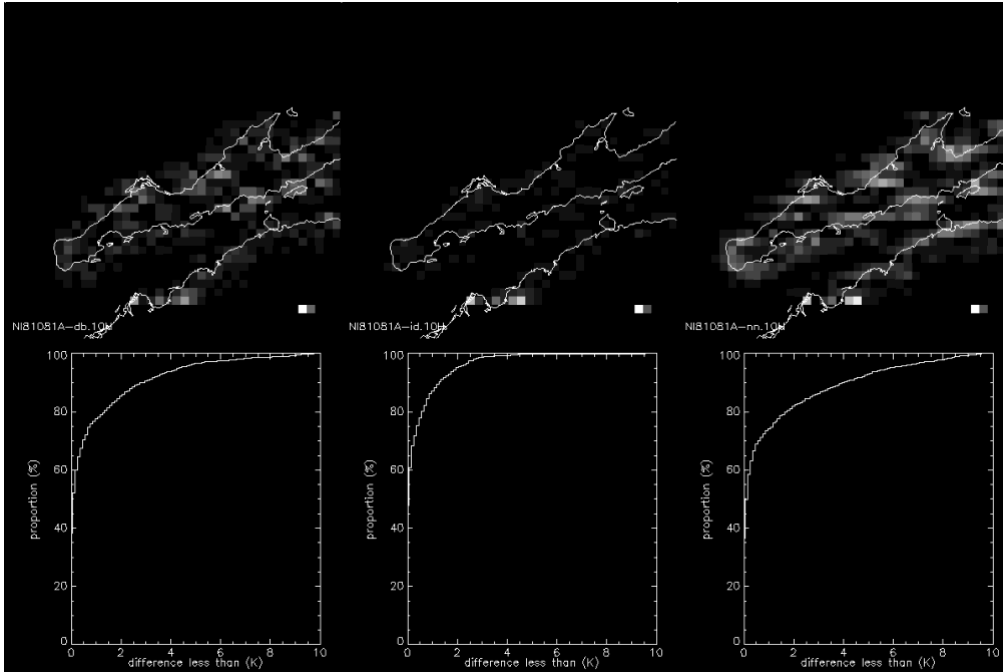 NI81081A-db.10H
NI81081A-id.10H
NI81081A-nn.10H
100
80
60
40
20
0
proportion (%)
0 2 4 6 8 10
difference less than (K)
100
80
60
40
20
0
proportion (%)
0 2 4 6 8 10
difference less than (K)
100
80
60
40
20
0
proportion (%)
0 2 4 6 8 10
difference less than (K)